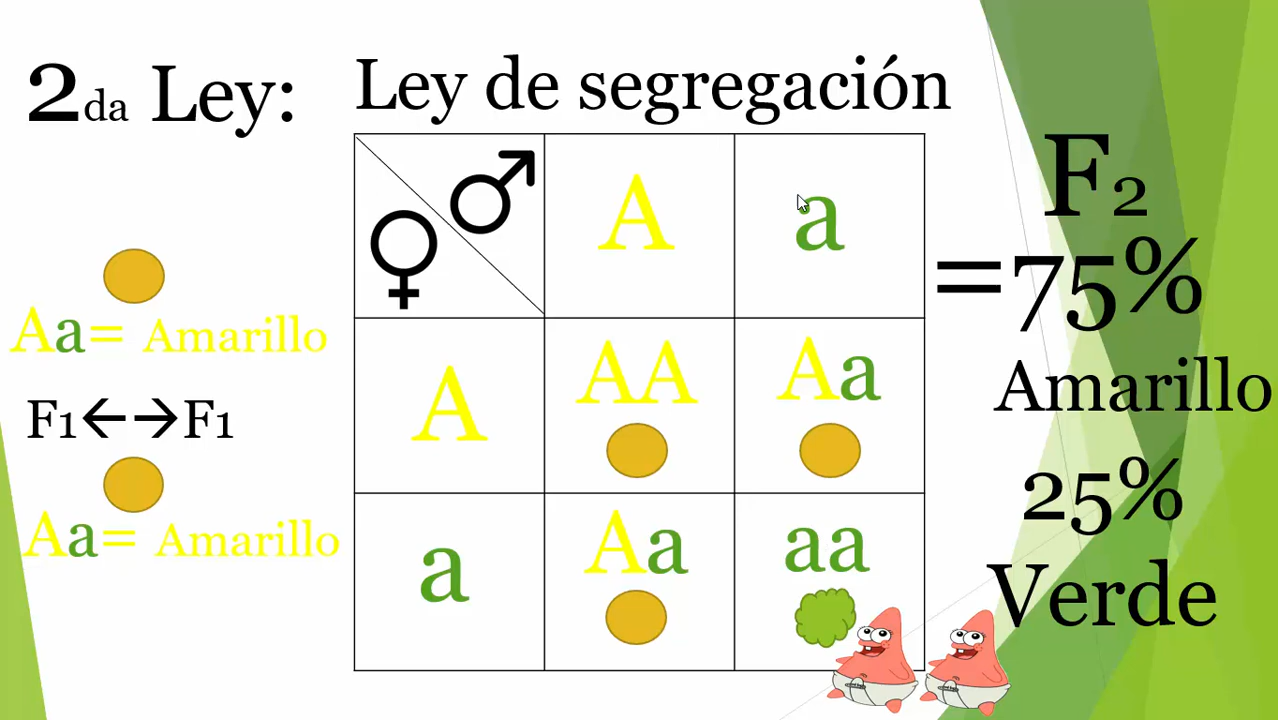 2da Ley:
Ley de segregación
Aa= Amarillo
F1←→F1
Aa= Amarillo
♂ A a
♀
A AA Aa
a Aa aa
F2
=75%
Amarillo
25%
Verde